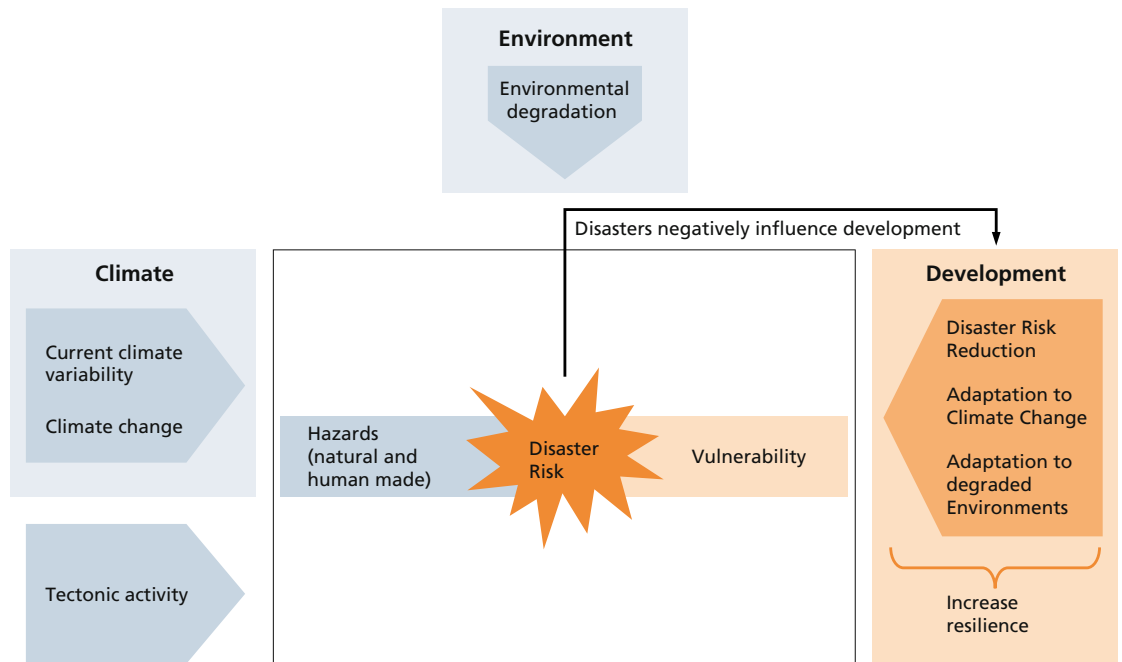 Environment
Environmental
degradation
Disasters negatively influence development
Climate
Current climate
variability
Climate change
Tectonic activity
Hazards
(natural and
human made)
Disaster
Risk
Vulnerability
Development
Disaster Risk
Reduction
Adaptation to
Climate Change
Adaptation to
degraded
Environments
Increase
resilience